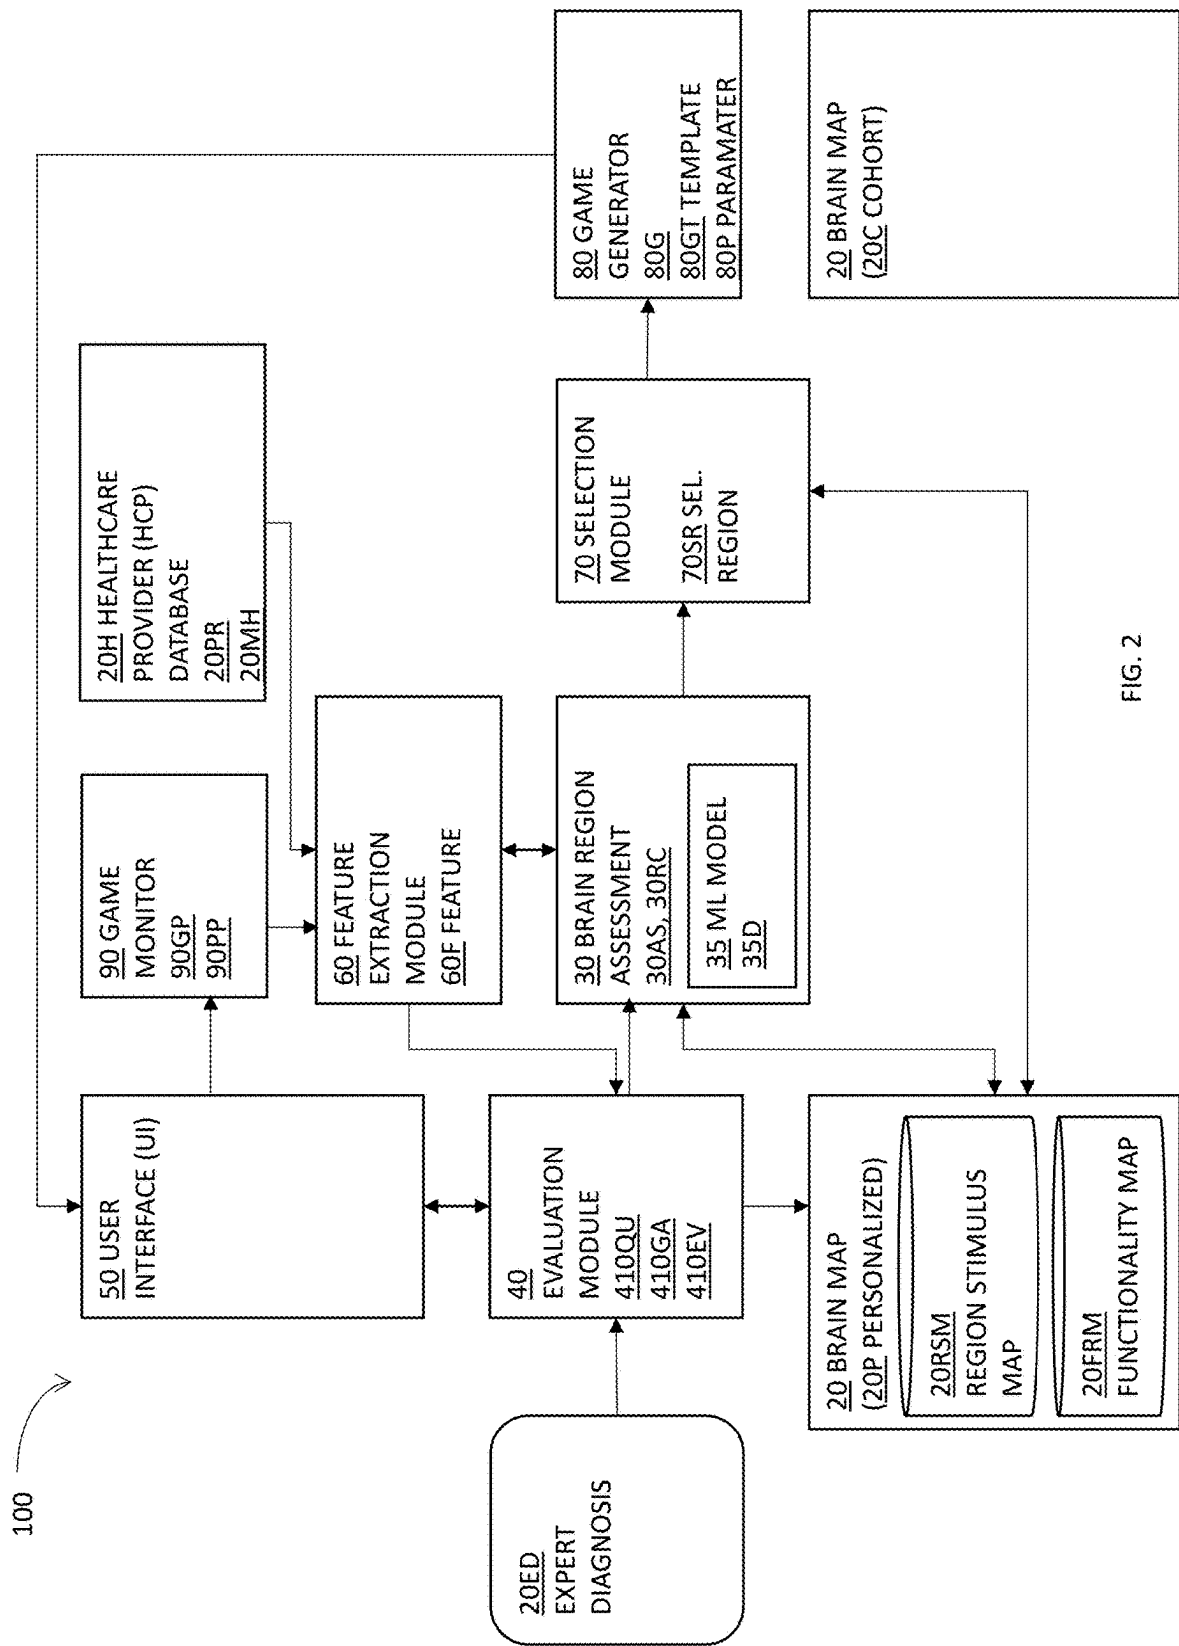 100
50 USER
INTERFACE (UI)
90 GAME
MONITOR
90GP
90PP
20H HEALTHCARE
PROVIDER (HCP)
DATABASE
20PR
20MH
60 FEATURE
EXTRACTION
MODULE
60F FEATURE
20ED
EXPERT
DIAGNOSIS
40
EVALUATION
MODULE
410QU
410GA
410EV
30 BRAIN REGION
ASSESSMENT
30AS, 30RC
35 ML MODEL
35D
70 SELECTION
MODULE
70SR SEL.
REGION
80 GAME
GENERATOR
80G
80GT TEMPLATE
80P PARAMATER
20 BRAIN MAP
(20P PERSONALIZED)
20RSM
REGION STIMULUS
MAP
20FRM
FUNCTIONALITY MAP
20 BRAIN MAP
(20C COHORT)
FIG. 2